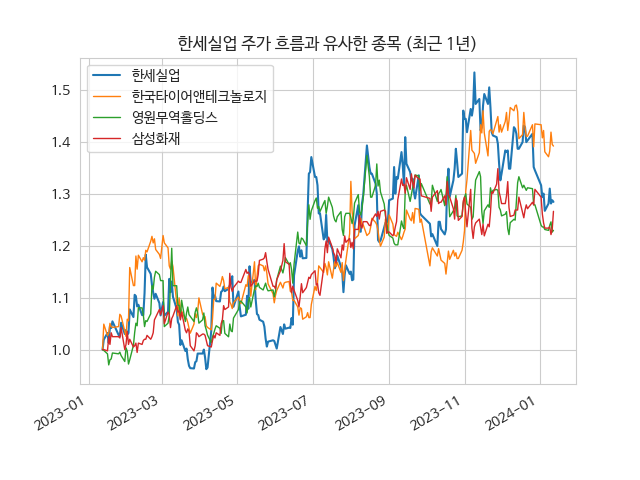 한세실업 주가 흐름과 유사한 종목 (최근 1년)
한세실업
한국타이어앤테크놀로지
영원무역홀딩스
삼성화재
1.5
1.4
1.3
1.2
1.1
1.0
2023-01
2023-03
2023-05
2023-07
2023-09
2023-11
2024-01